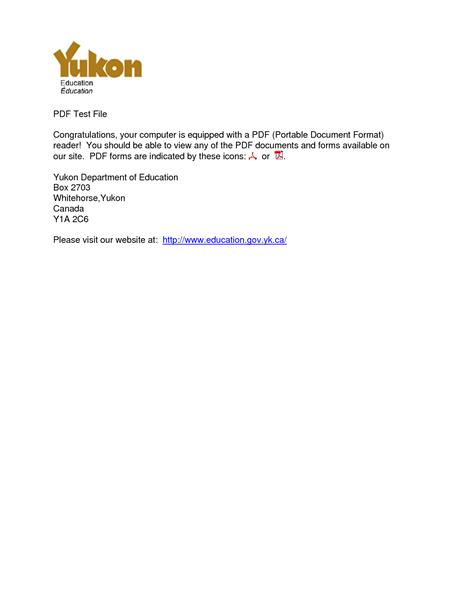 Yukon
Education
Éducation
PDF Test File
Congratulations, your computer is equipped with a PDF (Portable Document Format)
reader!  You should be able to view any of the PDF documents and forms available on
our site.  PDF forms are indicated by these icons: or .
Yukon Department of Education
Box 2703
Whitehorse,Yukon
Canada
Y1A 2C6
Please visit our website at:  http://www.education.gov.yk.ca/